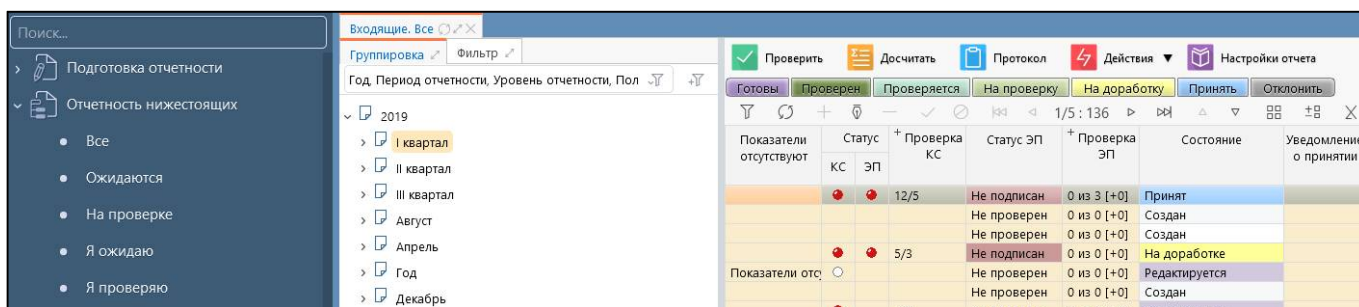 Поиск...
Подготовка отчетности
Отчетность нижестоящих
Все
Ожидаются
На проверке
Я ожидаю
Я проверяю
Входящие. Все
Группировка Фильтр
Год, Период отчетности, Уровень отчетности, Пол
2019
I квартал
II квартал
III квартал
Август
Апрель
Год
Декабрь
Проверить Досчитать Протокол Действия ▼ Настройки отчета
Готовы Проверен Проверяется На проверку На доработку Принять Отклонить
1/5 : 136
Показатели отсутствуют Статус КС ЭП + Проверка КС Статус ЭП + Проверка ЭП Состояние Уведомление о принятии
12/5 Не подписан 0 из 3 [+0] Принят
Не проверен 0 из 0 [+0] Создан
Не проверен 0 из 0 [+0] Создан
5/3 Не подписан 0 из 0 [+0] На доработке
Показатели отс Не проверен 0 из 0 [+0] Редактируется
Не проверен 0 из 0 [+0] Создан